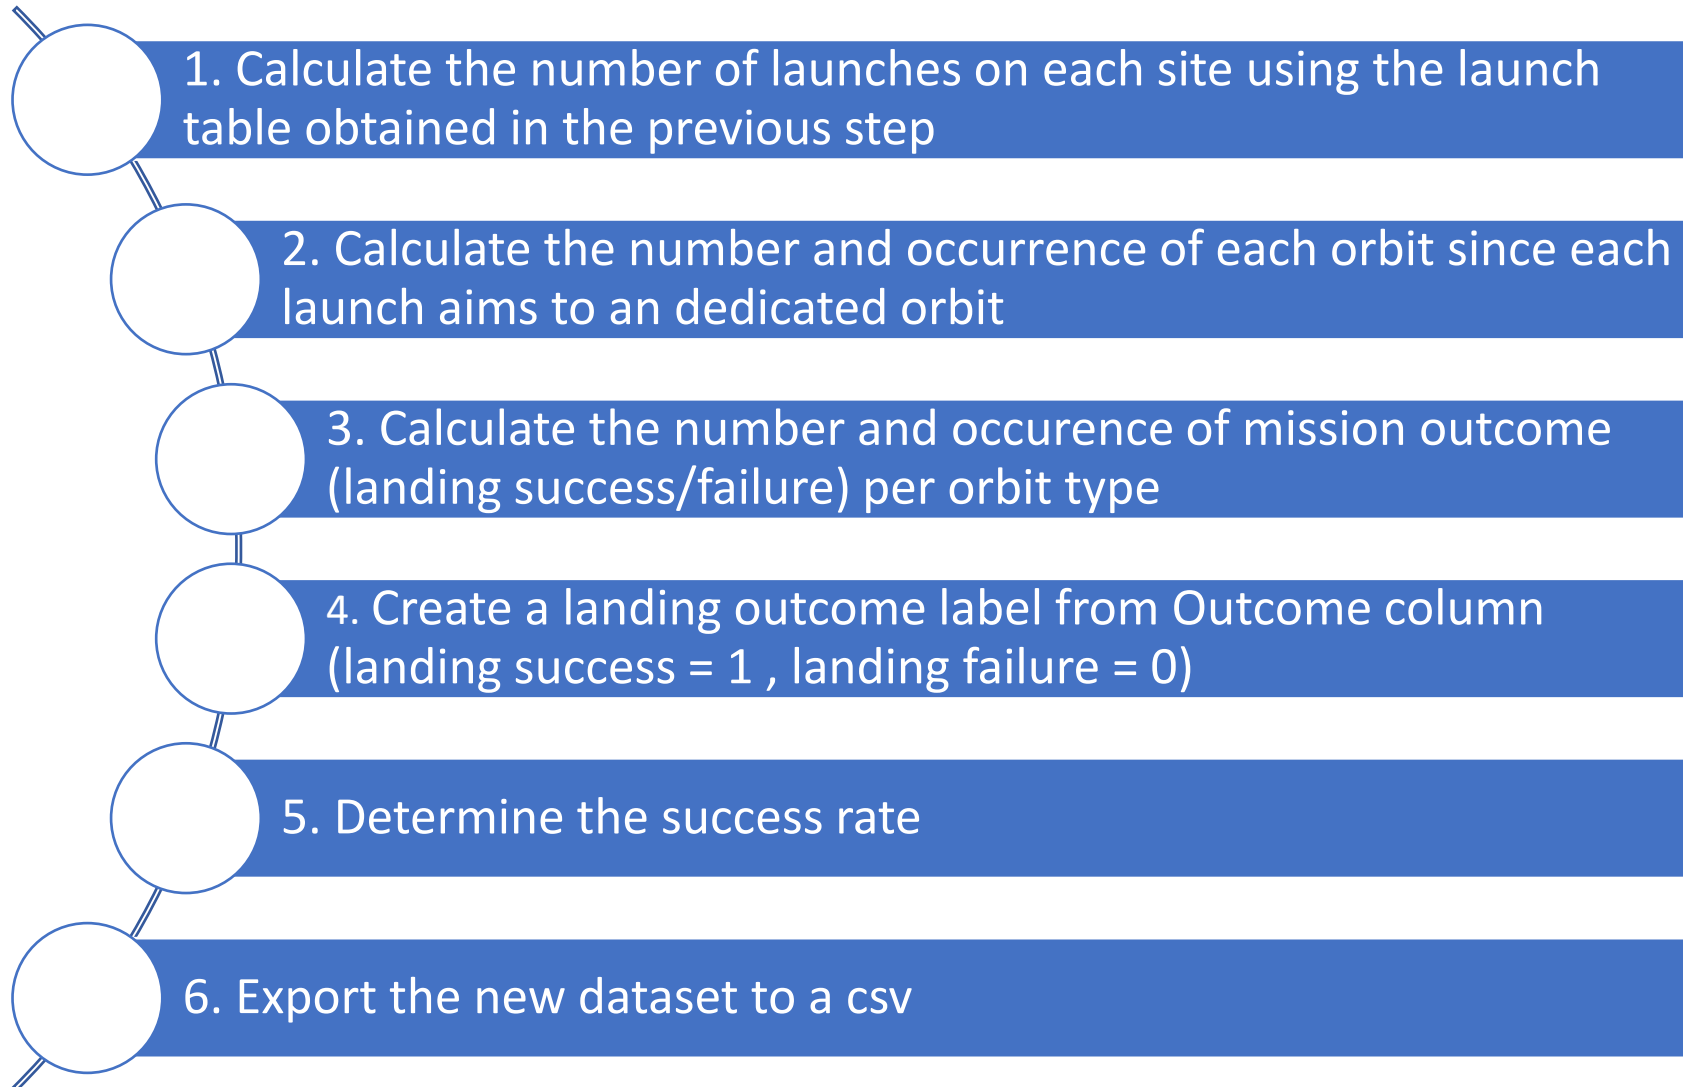 1. Calculate the number of launches on each site using the launch
table obtained in the previous step
2. Calculate the number and occurrence of each orbit since each
launch aims to an dedicated orbit
3. Calculate the number and occurence of mission outcome
(landing success/failure) per orbit type
4. Create a landing outcome label from Outcome column
(landing success = 1 , landing failure = 0)
5. Determine the success rate
6. Export the new dataset to a csv